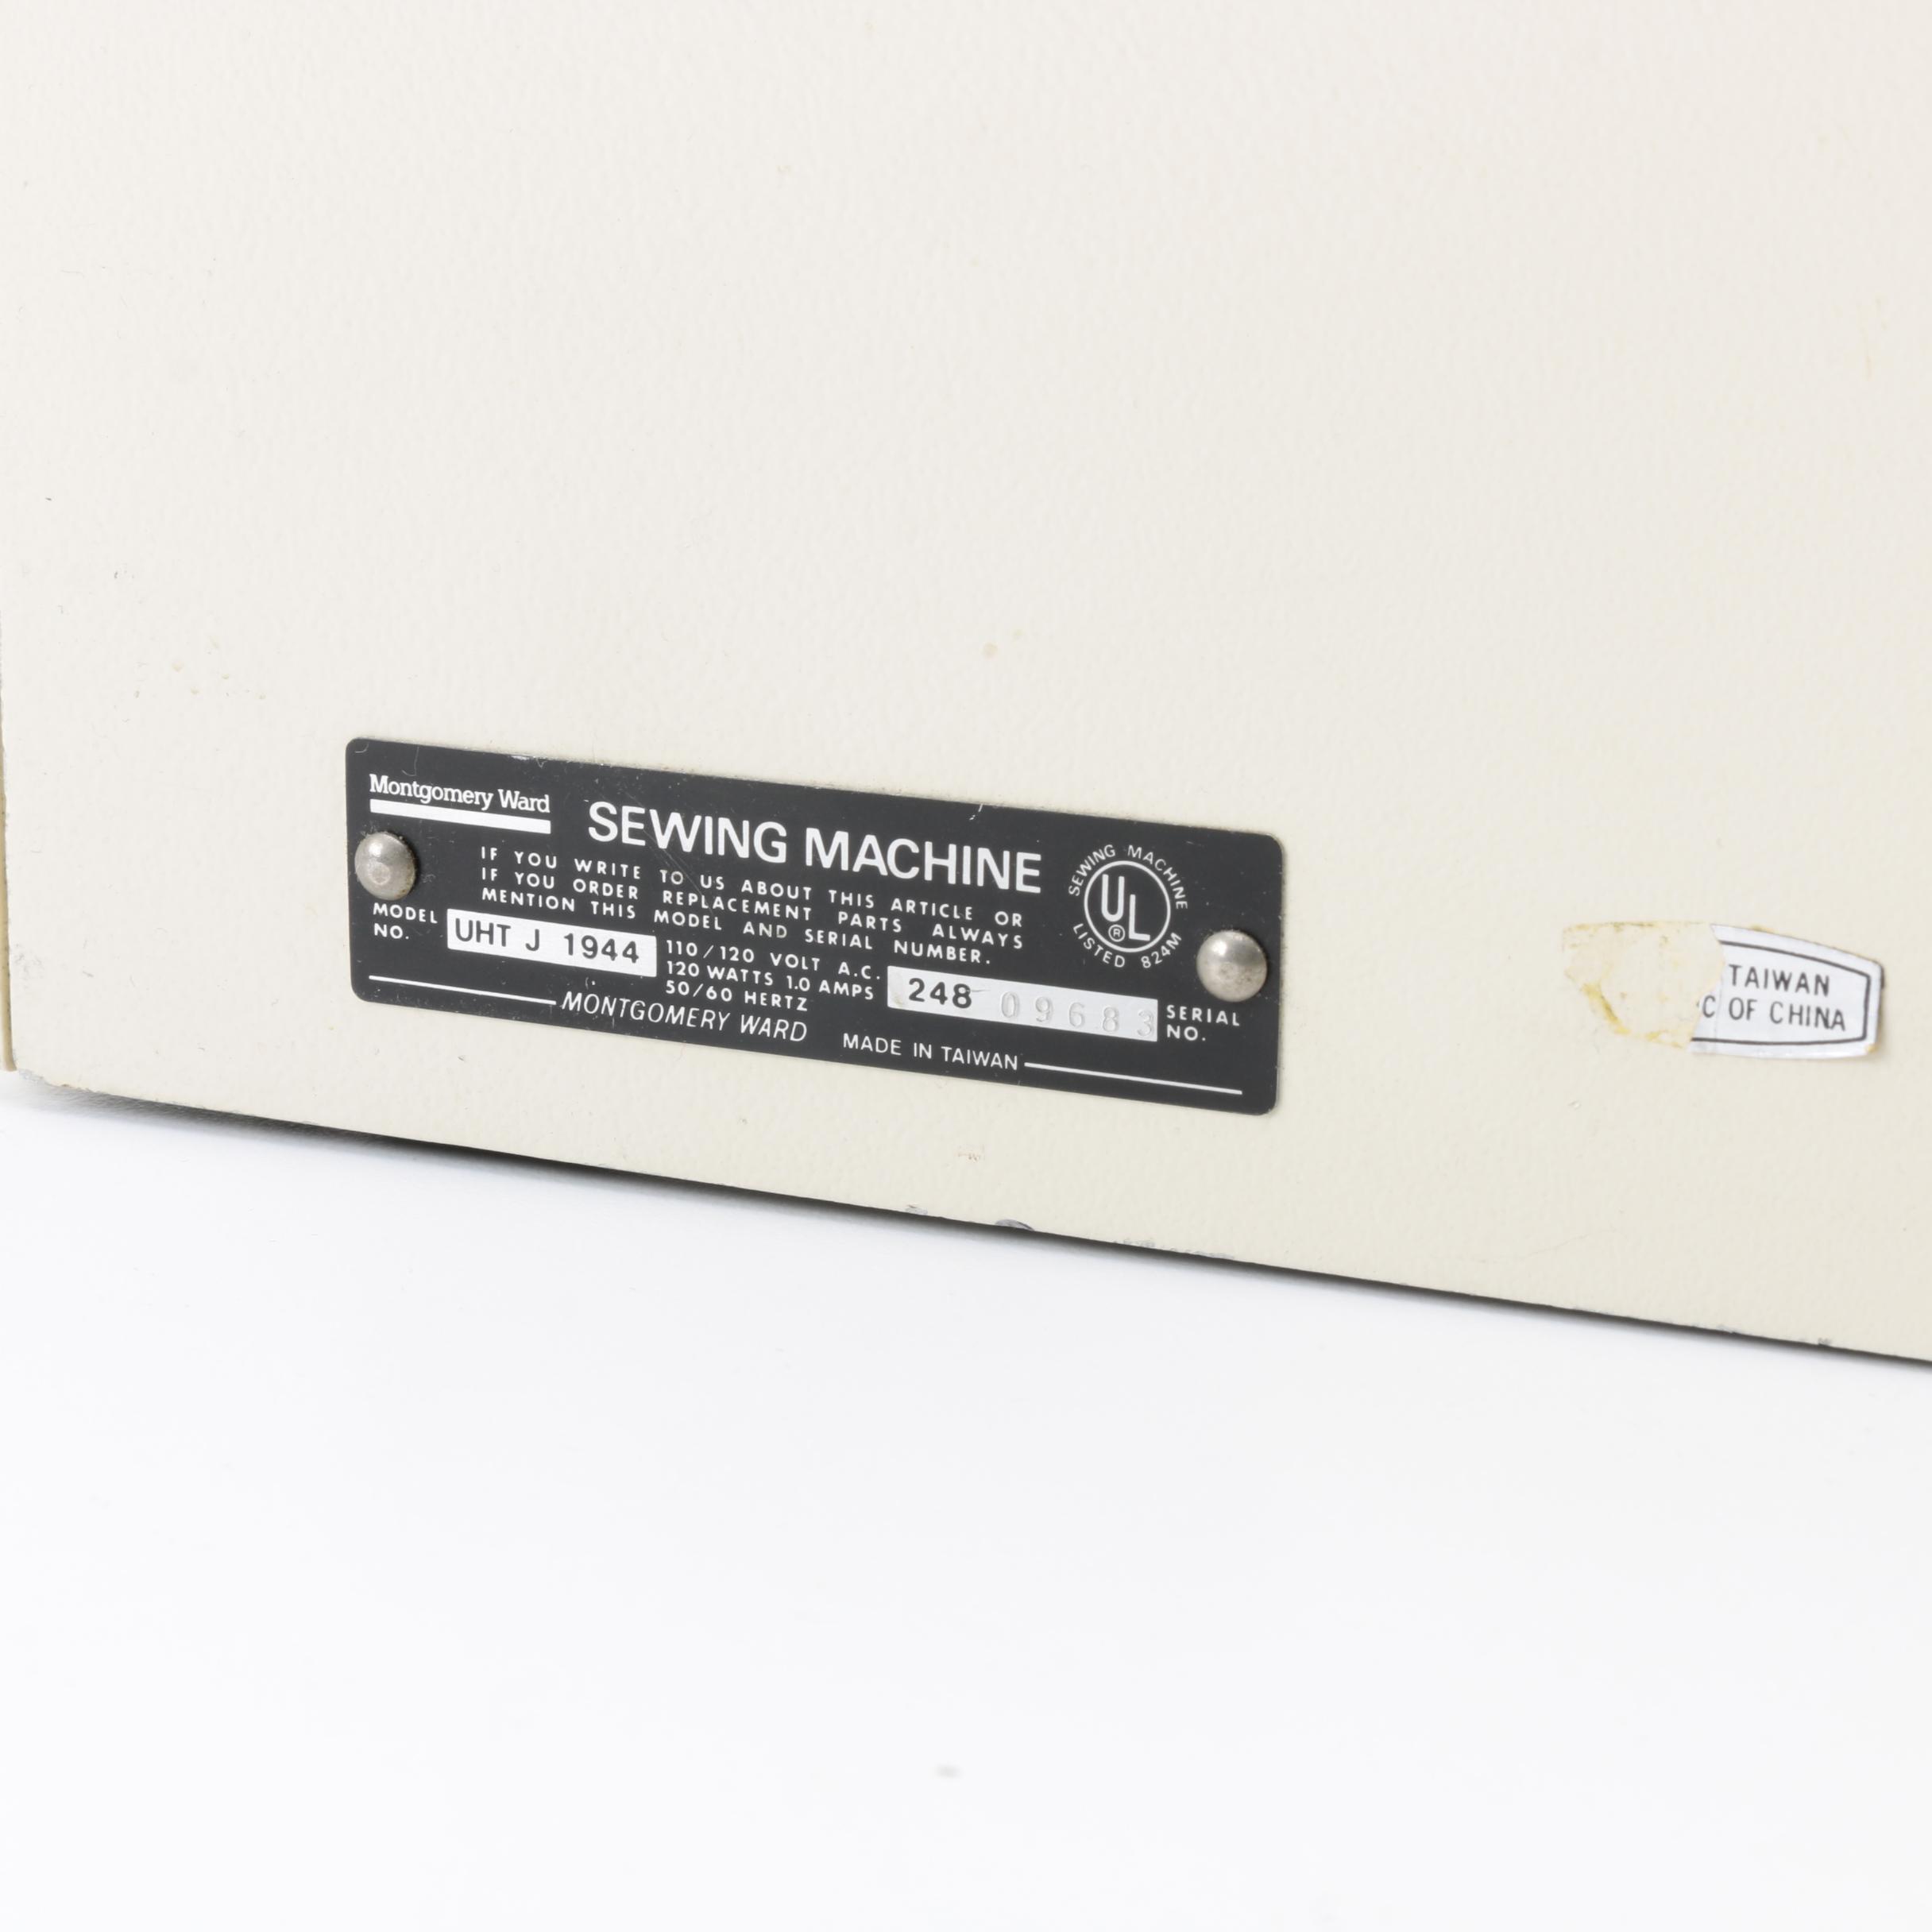 Montgomery Ward
SEWING MACHINE
IF YOU WRITE TO US ABOUT THIS ARTICLE OR
IF YOU ORDER REPLACEMENT PARTS ALWAYS
MENTION THIS MODEL AND SERIAL NUMBER.
MODEL
NO.
UHT J 1944
110/120 VOLT A.C.
120 WATTS 1.0 AMPS
50/60 HERTZ
248 09683
SERIAL
NO.
MONTGOMERY WARD
MADE IN TAIWAN
SEWING MACHINE
UL
®
LISTED 824M
TAIWAN
C OF CHINA